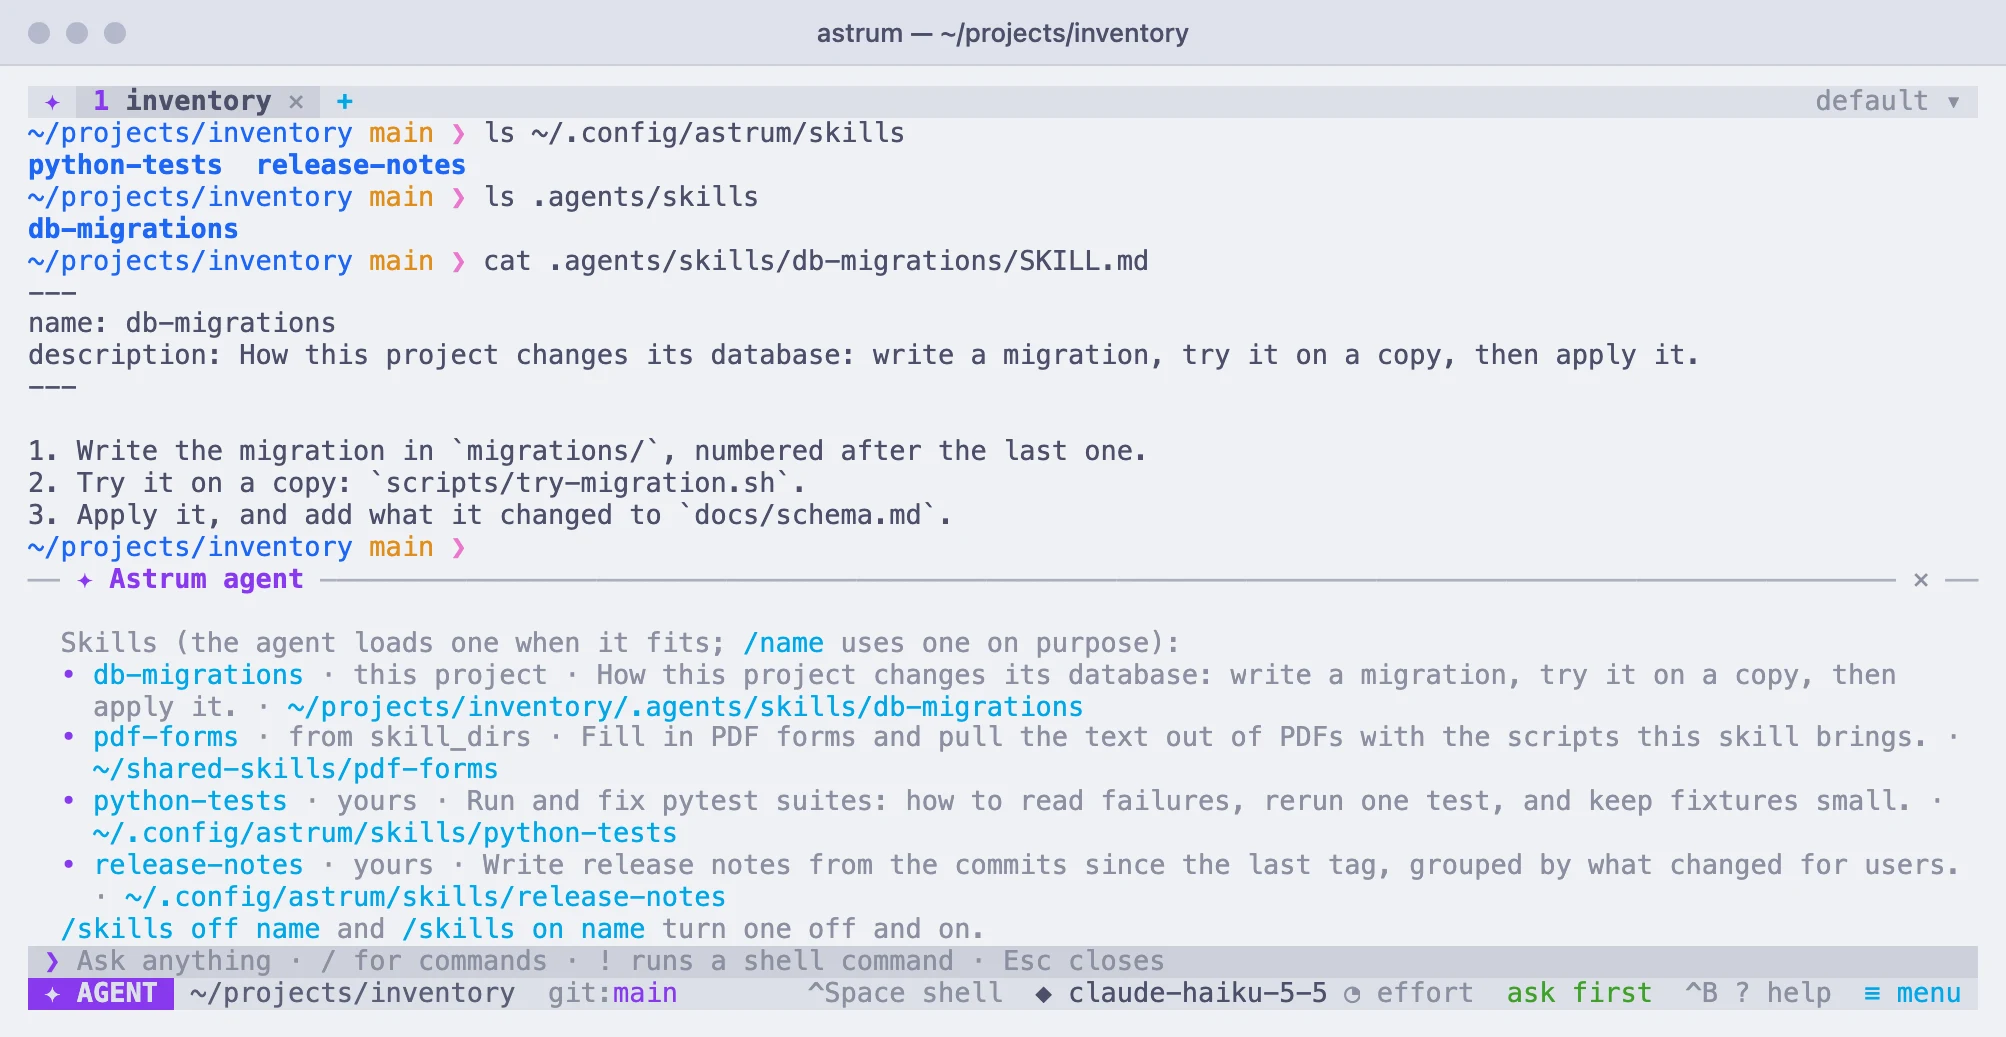 astrum — ~/projects/inventory
✦ 1 inventory × + default ▾
~/projects/inventory main ❯ ls ~/.config/astrum/skills
python-tests release-notes
~/projects/inventory main ❯ ls .agents/skills
db-migrations
~/projects/inventory main ❯ cat .agents/skills/db-migrations/SKILL.md
---
name: db-migrations
description: How this project changes its database: write a migration, try it on a copy, then apply it.
---
1. Write the migration in `migrations/`, numbered after the last one.
2. Try it on a copy: `scripts/try-migration.sh`.
3. Apply it, and add what it changed to `docs/schema.md`.
~/projects/inventory main ❯
✦ Astrum agent ×
Skills (the agent loads one when it fits; /name uses one on purpose):
• db-migrations · this project · How this project changes its database: write a migration, try it on a copy, then
apply it. · ~/projects/inventory/.agents/skills/db-migrations
• pdf-forms · from skill_dirs · Fill in PDF forms and pull the text out of PDFs with the scripts this skill brings. ·
~/shared-skills/pdf-forms
• python-tests · yours · Run and fix pytest suites: how to read failures, rerun one test, and keep fixtures small. ·
~/.config/astrum/skills/python-tests
• release-notes · yours · Write release notes from the commits since the last tag, grouped by what changed for users.
· ~/.config/astrum/skills/release-notes
/skills off name and /skills on name turn one off and on.
❯ Ask anything · / for commands · ! runs a shell command · Esc closes
✦ AGENT ~/projects/inventory git:main ^Space shell ◆ claude-haiku-5-5 ◔ effort ask first ^B ? help ≡ menu